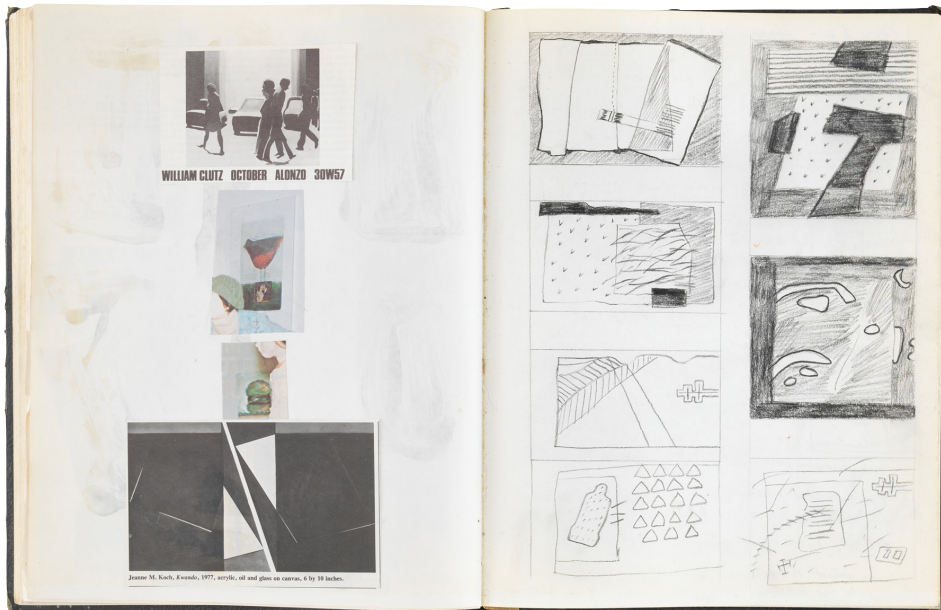 WILLIAM CLUTZ OCTOBER ALONZO 30W57
Jeanne M. Koch, Kwando, 1977, acrylic, oil and glass on canvas, 6 by 10 inches.